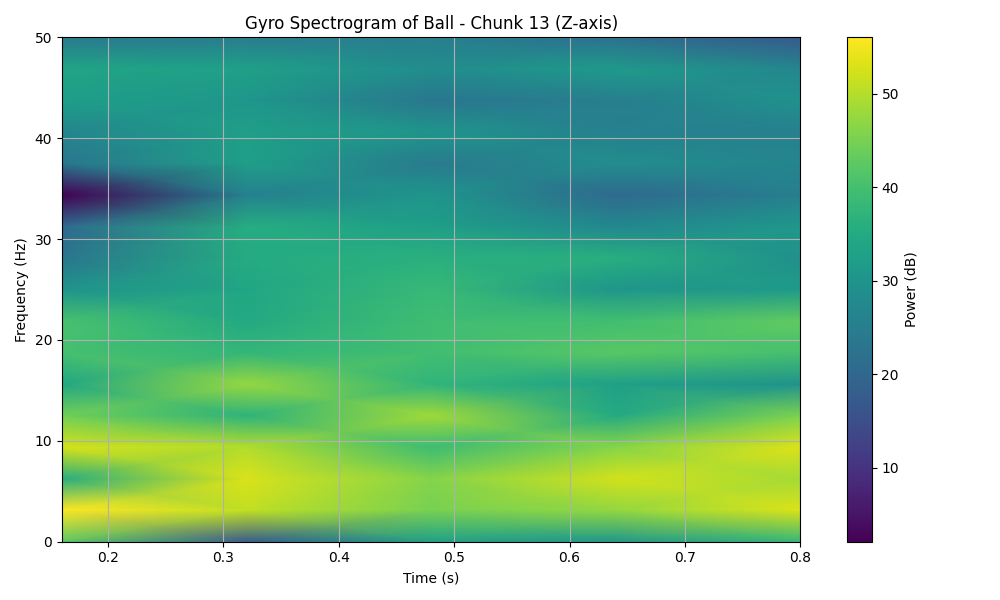 Gyro Spectrogram of Ball - Chunk 13 (Z-axis)
50
40
30
20
10
0
Frequency (Hz)
0.2 0.3 0.4 0.5 0.6 0.7 0.8
Time (s)
50
40
30
20
10
Power (dB)